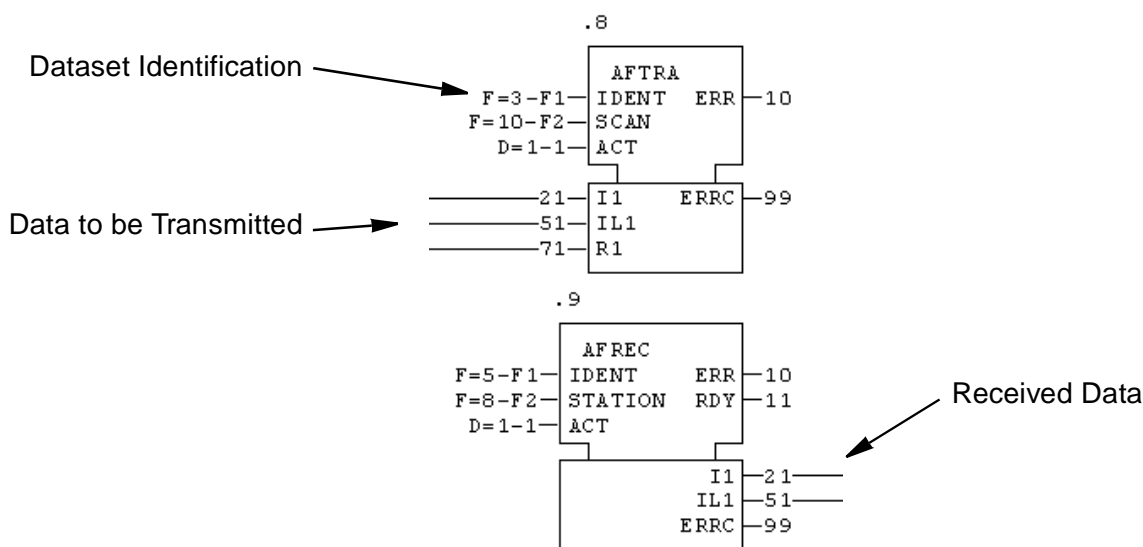 .8
Dataset Identification
AFTRA
F=3-F1 IDENT ERR 10
F=10-F2 SCAN
D=1-1 ACT
21 I1 ERRC 99
Data to be Transmitted
51 IL1
71 R1
.9
AFREC
F=5-F1 IDENT ERR 10
F=8-F2 STATION RDY 11
D=1-1 ACT
Received Data
I1 21
IL1 51
ERRC 99